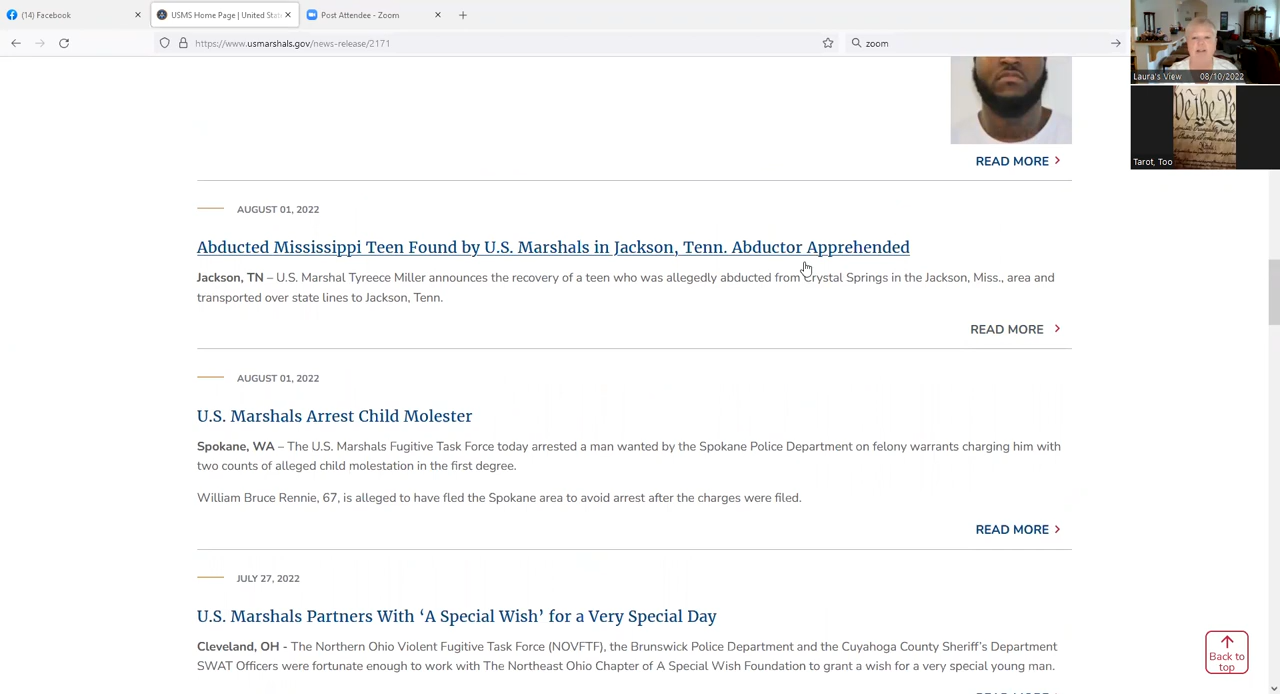 (14) Facebook
USMS Home Page | United Stat
Post Attendee - Zoom
https://www.usmarshals.gov/news-release/2171
zoom
Laura's View 08/10/2022
We the Pe
Tarot, Too
READ MORE
AUGUST 01, 2022
Abducted Mississippi Teen Found by U.S. Marshals in Jackson, Tenn. Abductor Apprehended
Jackson, TN – U.S. Marshal Tyreece Miller announces the recovery of a teen who was allegedly abducted from Crystal Springs in the Jackson, Miss., area and
transported over state lines to Jackson, Tenn.
READ MORE
AUGUST 01, 2022
U.S. Marshals Arrest Child Molester
Spokane, WA – The U.S. Marshals Fugitive Task Force today arrested a man wanted by the Spokane Police Department on felony warrants charging him with
two counts of alleged child molestation in the first degree.
William Bruce Rennie, 67, is alleged to have fled the Spokane area to avoid arrest after the charges were filed.
READ MORE
JULY 27, 2022
U.S. Marshals Partners With ‘A Special Wish’ for a Very Special Day
Cleveland, OH - The Northern Ohio Violent Fugitive Task Force (NOVFTF), the Brunswick Police Department and the Cuyahoga County Sheriff’s Department
SWAT Officers were fortunate enough to work with The Northeast Ohio Chapter of A Special Wish Foundation to grant a wish for a very special young man.
READ MORE
Back to
top